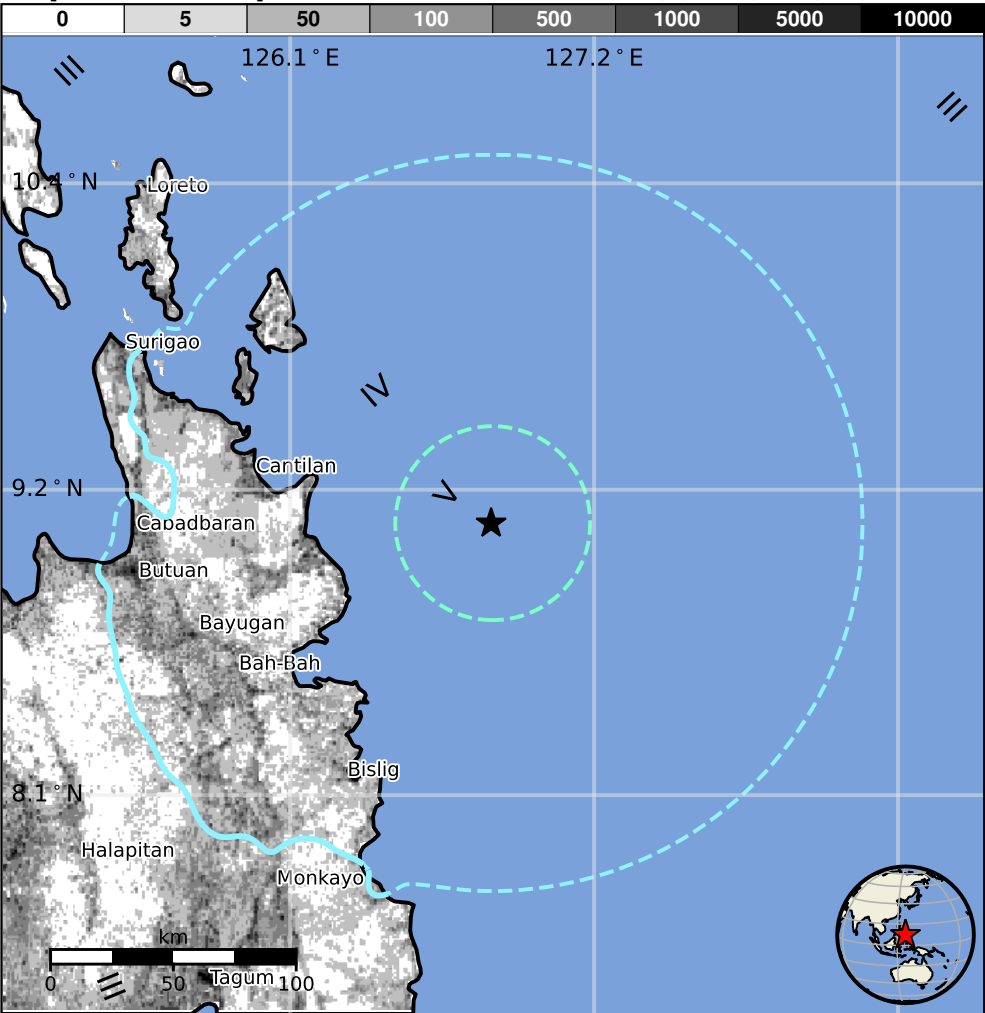 0 5 50 100 500 1000 5000 10000
126.1°E 127.2°E
III
III
10.4°N
Loreto
Surigao
IV
Cantilan
9.2°N
V
Cabadbaran
Butuan
Bayugan
Bah-Bah
Bislig
8.1°N
Halapitan
Monkayo
km
0 50 100
III
Tagum